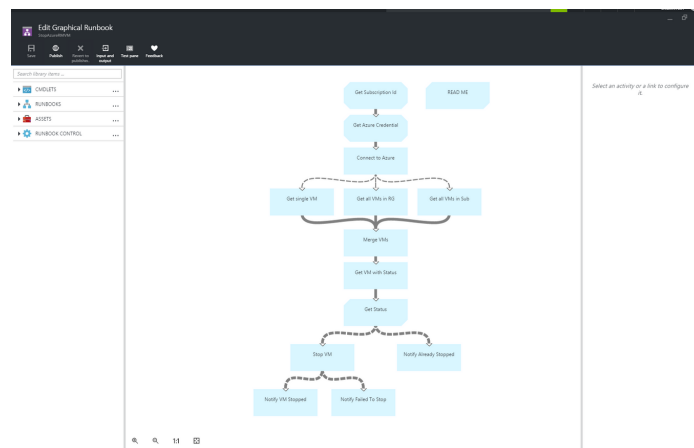 Edit Graphical Runbook
Save
Publish
Revert to
published
Input and
output
Test pane
Feedback
Search library items ...
CMDLETS
RUNBOOKS
ASSETS
RUNBOOK CONTROL
Select an activity or a link to configure
it.
Get Subscription Id
READ ME
Get Azure Credential
Connect to Azure
Get single VM
Get all VMs in RG
Get all VMs in Sub
Merge VMs
Get VM with Status
Get Status
Stop VM
Notify Already Stopped
Notify VM Stopped
Notify Failed To Stop
1:1